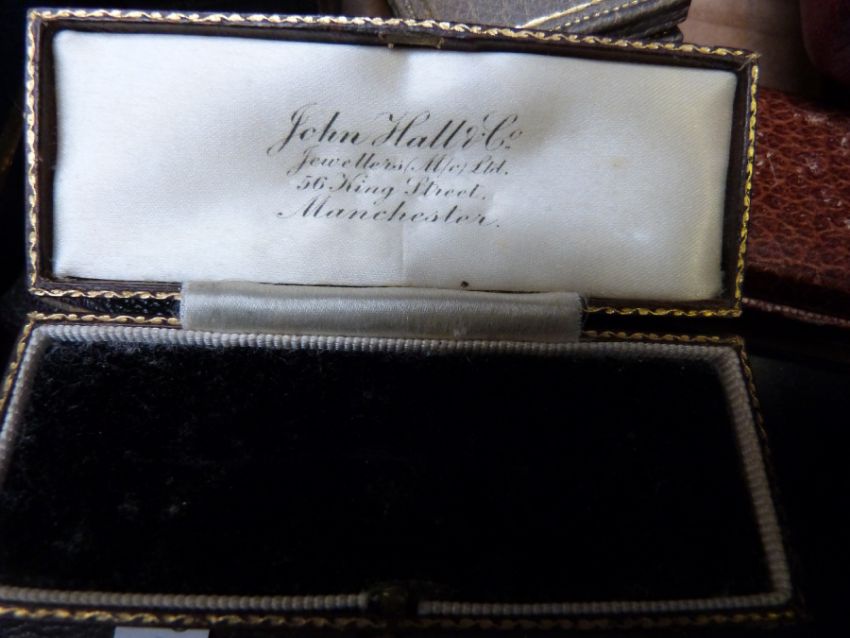 John Hall & Co
Jewellers (M/c) Ltd.
56 King Street.
Manchester.